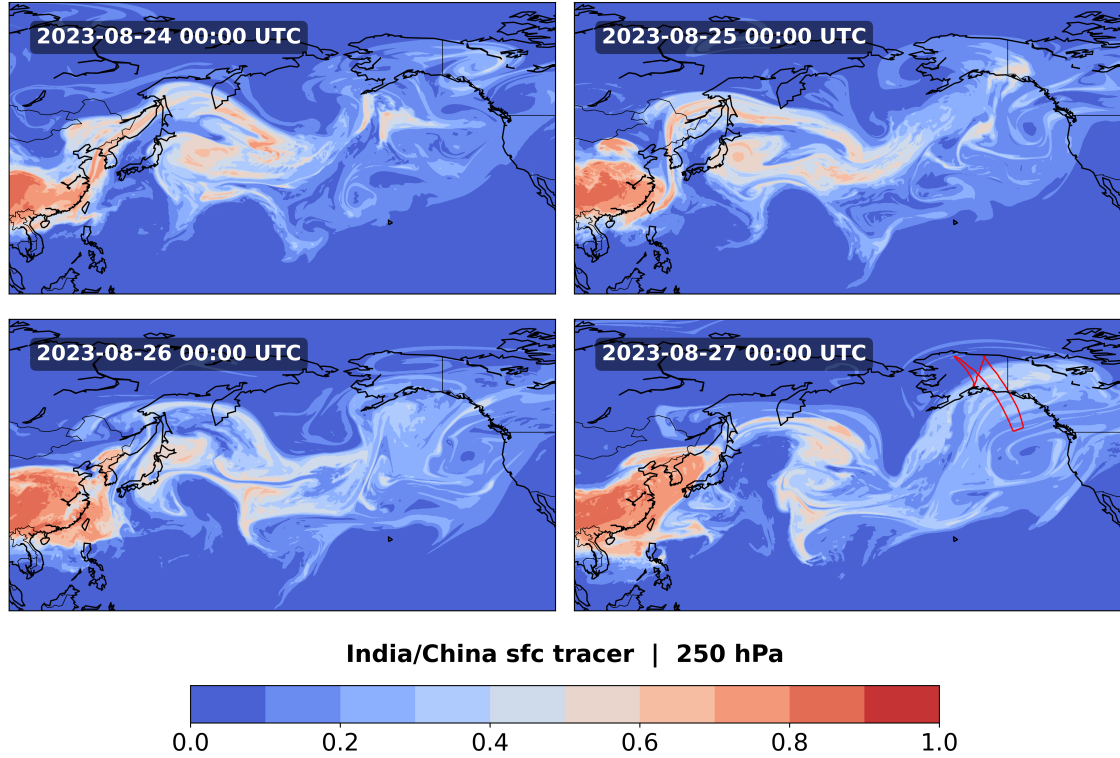 2023-08-24 00:00 UTC
2023-08-25 00:00 UTC
2023-08-26 00:00 UTC
2023-08-27 00:00 UTC
India/China sfc tracer | 250 hPa
0.0 0.2 0.4 0.6 0.8 1.0